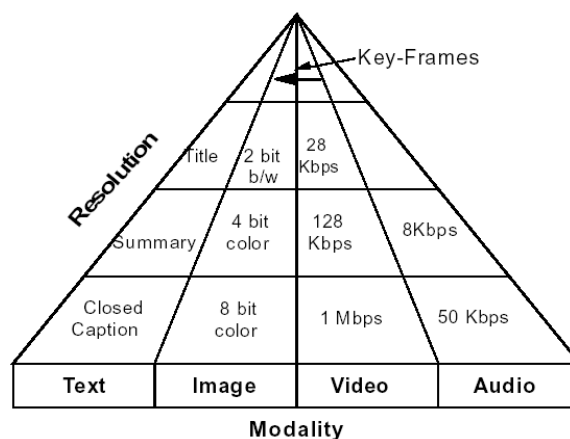 Key-Frames
Resolution
Title
2 bit
b/w
28
Kbps
Summary
4 bit
color
128
Kbps
8Kbps
Closed
Caption
8 bit
color
1 Mbps
50 Kbps
Text
Image
Video
Audio
Modality